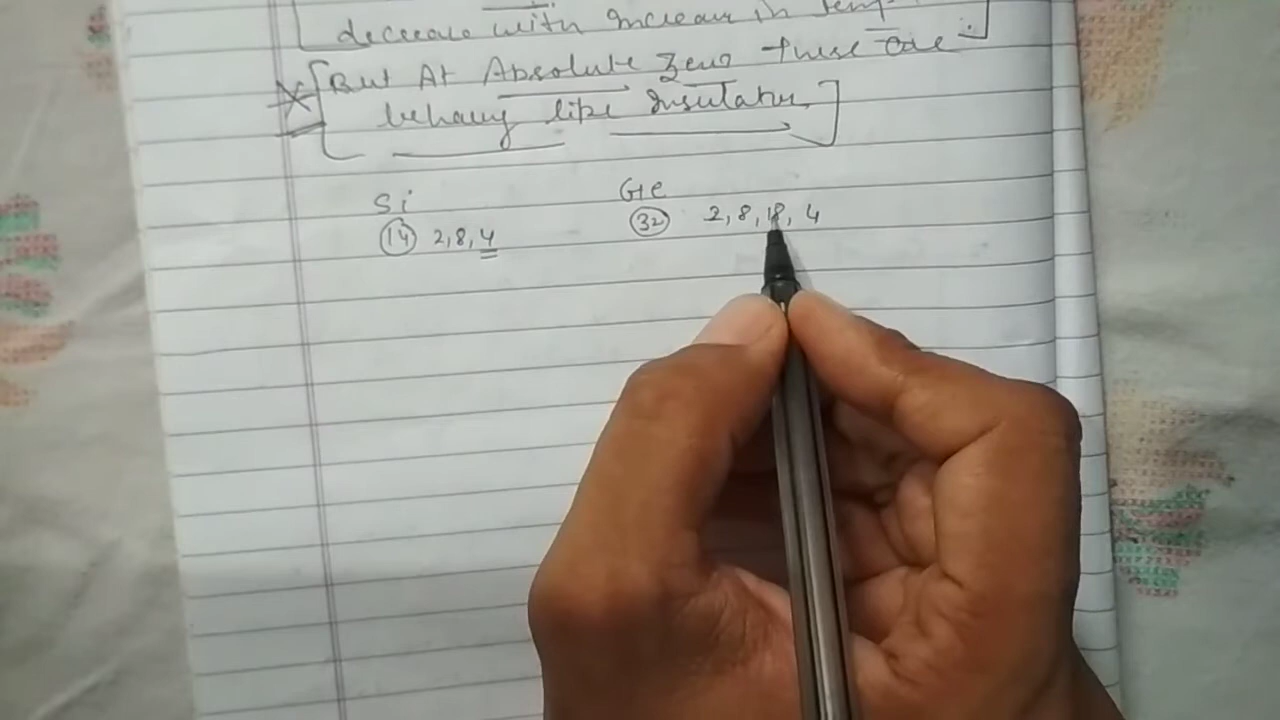 decrease with increase in Temp
But At Absolute Zero these are
behaving like Insulator.
Si Ge
14 2,8,4 32 2,8,18,4